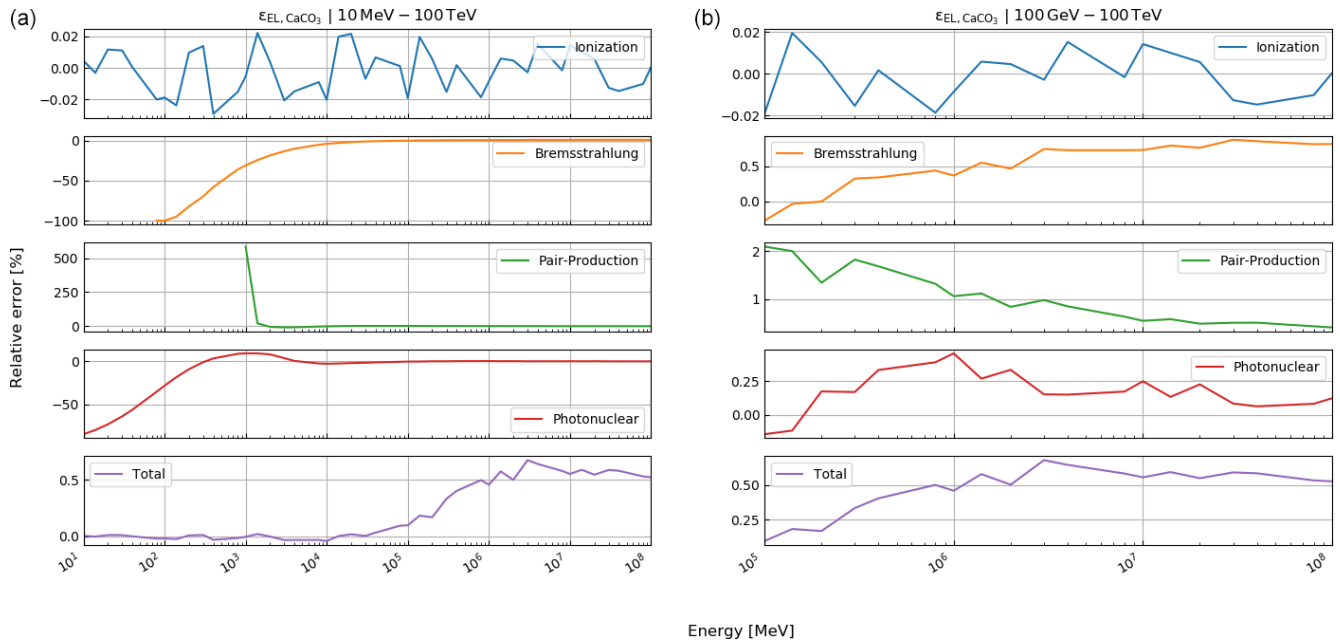 (a)
ε_EL, CaCO₃ | 10 MeV − 100 TeV
0.02
0.00
−0.02
Ionization
0
−50
−100
Bremsstrahlung
500
250
0
Pair-Production
0
−50
Photonuclear
0.5
0.0
Total
10¹
10²
10³
10⁴
10⁵
10⁶
10⁷
10⁸
Relative error [%]
(b)
ε_EL, CaCO₃ | 100 GeV − 100 TeV
0.02
0.00
−0.02
Ionization
0.5
0.0
Bremsstrahlung
2
1
Pair-Production
0.25
0.00
Photonuclear
0.50
0.25
Total
10⁵
10⁶
10⁷
10⁸
Energy [MeV]